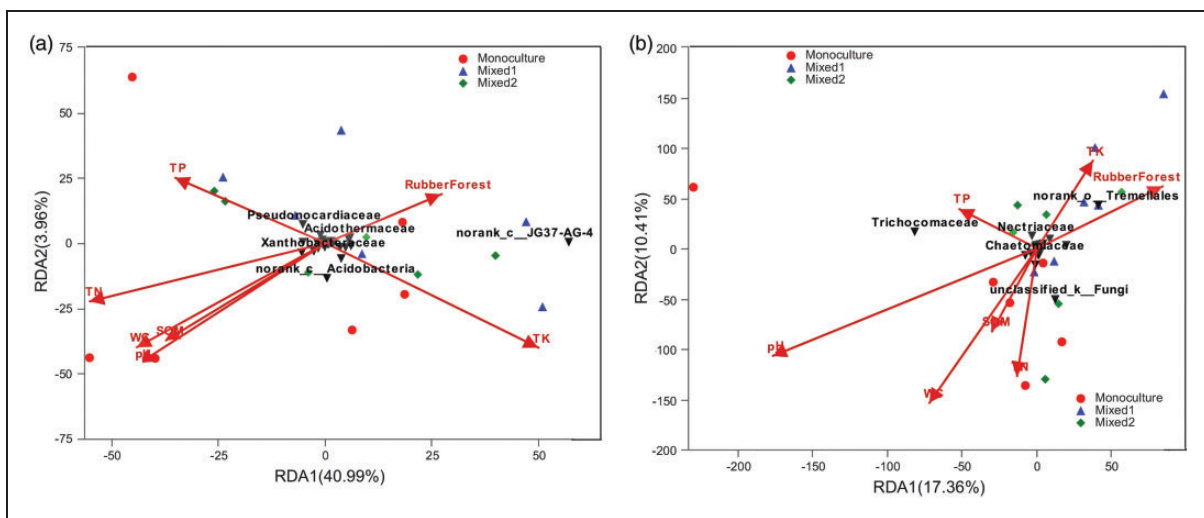 (a)
75
50
25
0
-25
-50
-75
RDA2(3.96%)
Monoculture
Mixed1
Mixed2
TP
RubberForest
Pseudonocardiaceae
Acidothermaceae
norank_c__JG37-AG-4
Xanthobacteraceae
norank_c__Acidobacteria
TN
WC
SOM
pH
TK
-50
-25
0
25
50
RDA1(40.99%)
(b)
200
150
100
50
0
-50
-100
-150
-200
RDA2(10.41%)
Monoculture
Mixed1
Mixed2
TK
RubberForest
norank_o__Tremellales
TP
Trichocomaceae
Nectriaceae
Chaetomiaceae
unclassified_k__Fungi
SOM
pH
TN
WC
Monoculture
Mixed1
Mixed2
-200
-150
-100
-50
0
50
RDA1(17.36%)